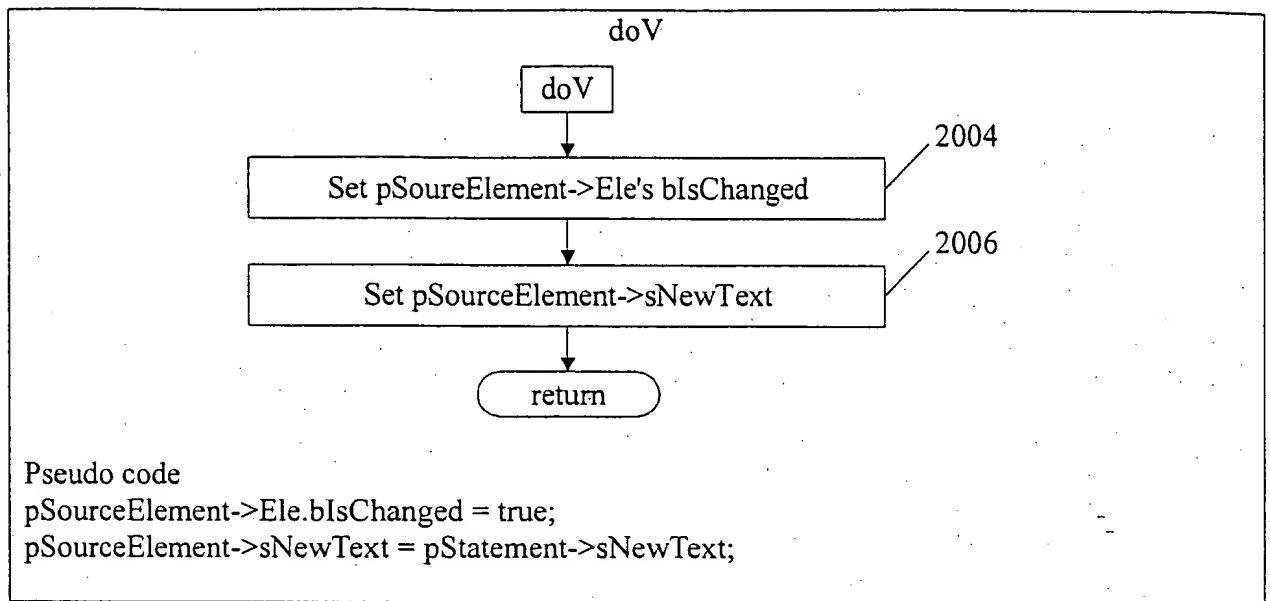 doV
doV
2004
Set pSoureElement->Ele's bIsChanged
2006
Set pSourceElement->sNewText
return
Pseudo code
pSourceElement->Ele.bIsChanged = true;
pSourceElement->sNewText = pStatement->sNewText;